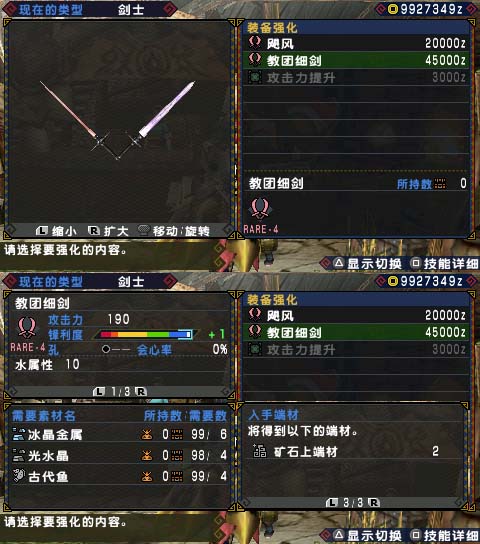 现在的类型 剑士
9927349z
装备强化
飓风 20000z
教团细剑 45000z
攻击力提升 3000z
教团细剑 所持数 0
RARE-4
L 缩小 R 扩大 移动/旋转
请选择要强化的内容。
△显示切换 □技能详细
现在的类型 剑士
9927349z
教团细剑
攻击力 190
RARE-4
锋利度 +1
孔 ●-- 会心率 0%
水属性 10
L 1/3 R
装备强化
飓风 20000z
教团细剑 45000z
攻击力提升 3000z
需要素材名 所持数/需要数
冰晶金属 0 99/ 6
光水晶 0 98/ 4
古代鱼 0 99/ 4
入手端材
将得到以下的端材。
矿石上端材 2
L 3/3 R
请选择要强化的内容。
△显示切换 □技能详细